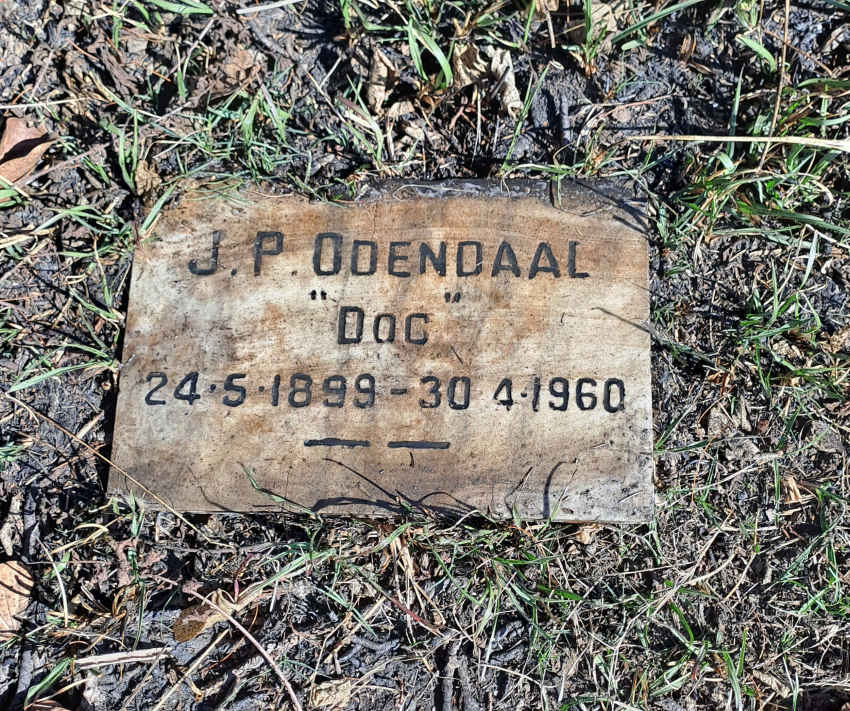 J. P. ODENDAAL
"DOC"
24·5·1899 – 30 4·1960